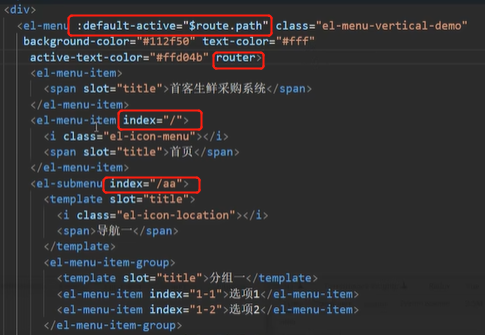 <div>
<el-menu :default-active="$route.path" class="el-menu-vertical-demo"
background-color="#112f50" text-color="#fff"
active-text-color="#ffd04b" router>
<el-menu-item>
<span slot="title">首客生鲜采购系统</span>
</el-menu-item>
<el-menu-item index="/">
<i class="el-icon-menu"></i>
<span slot="title">首页</span>
</el-menu-item>
<el-submenu index="/aa">
<template slot="title">
<i class="el-icon-location"></i>
<span>导航一</span>
</template>
<el-menu-item-group>
<template slot="title">分组一</template>
<el-menu-item index="1-1">选项1</el-menu-item>
<el-menu-item index="1-2">选项2</el-menu-item>
</el-menu-item-group>